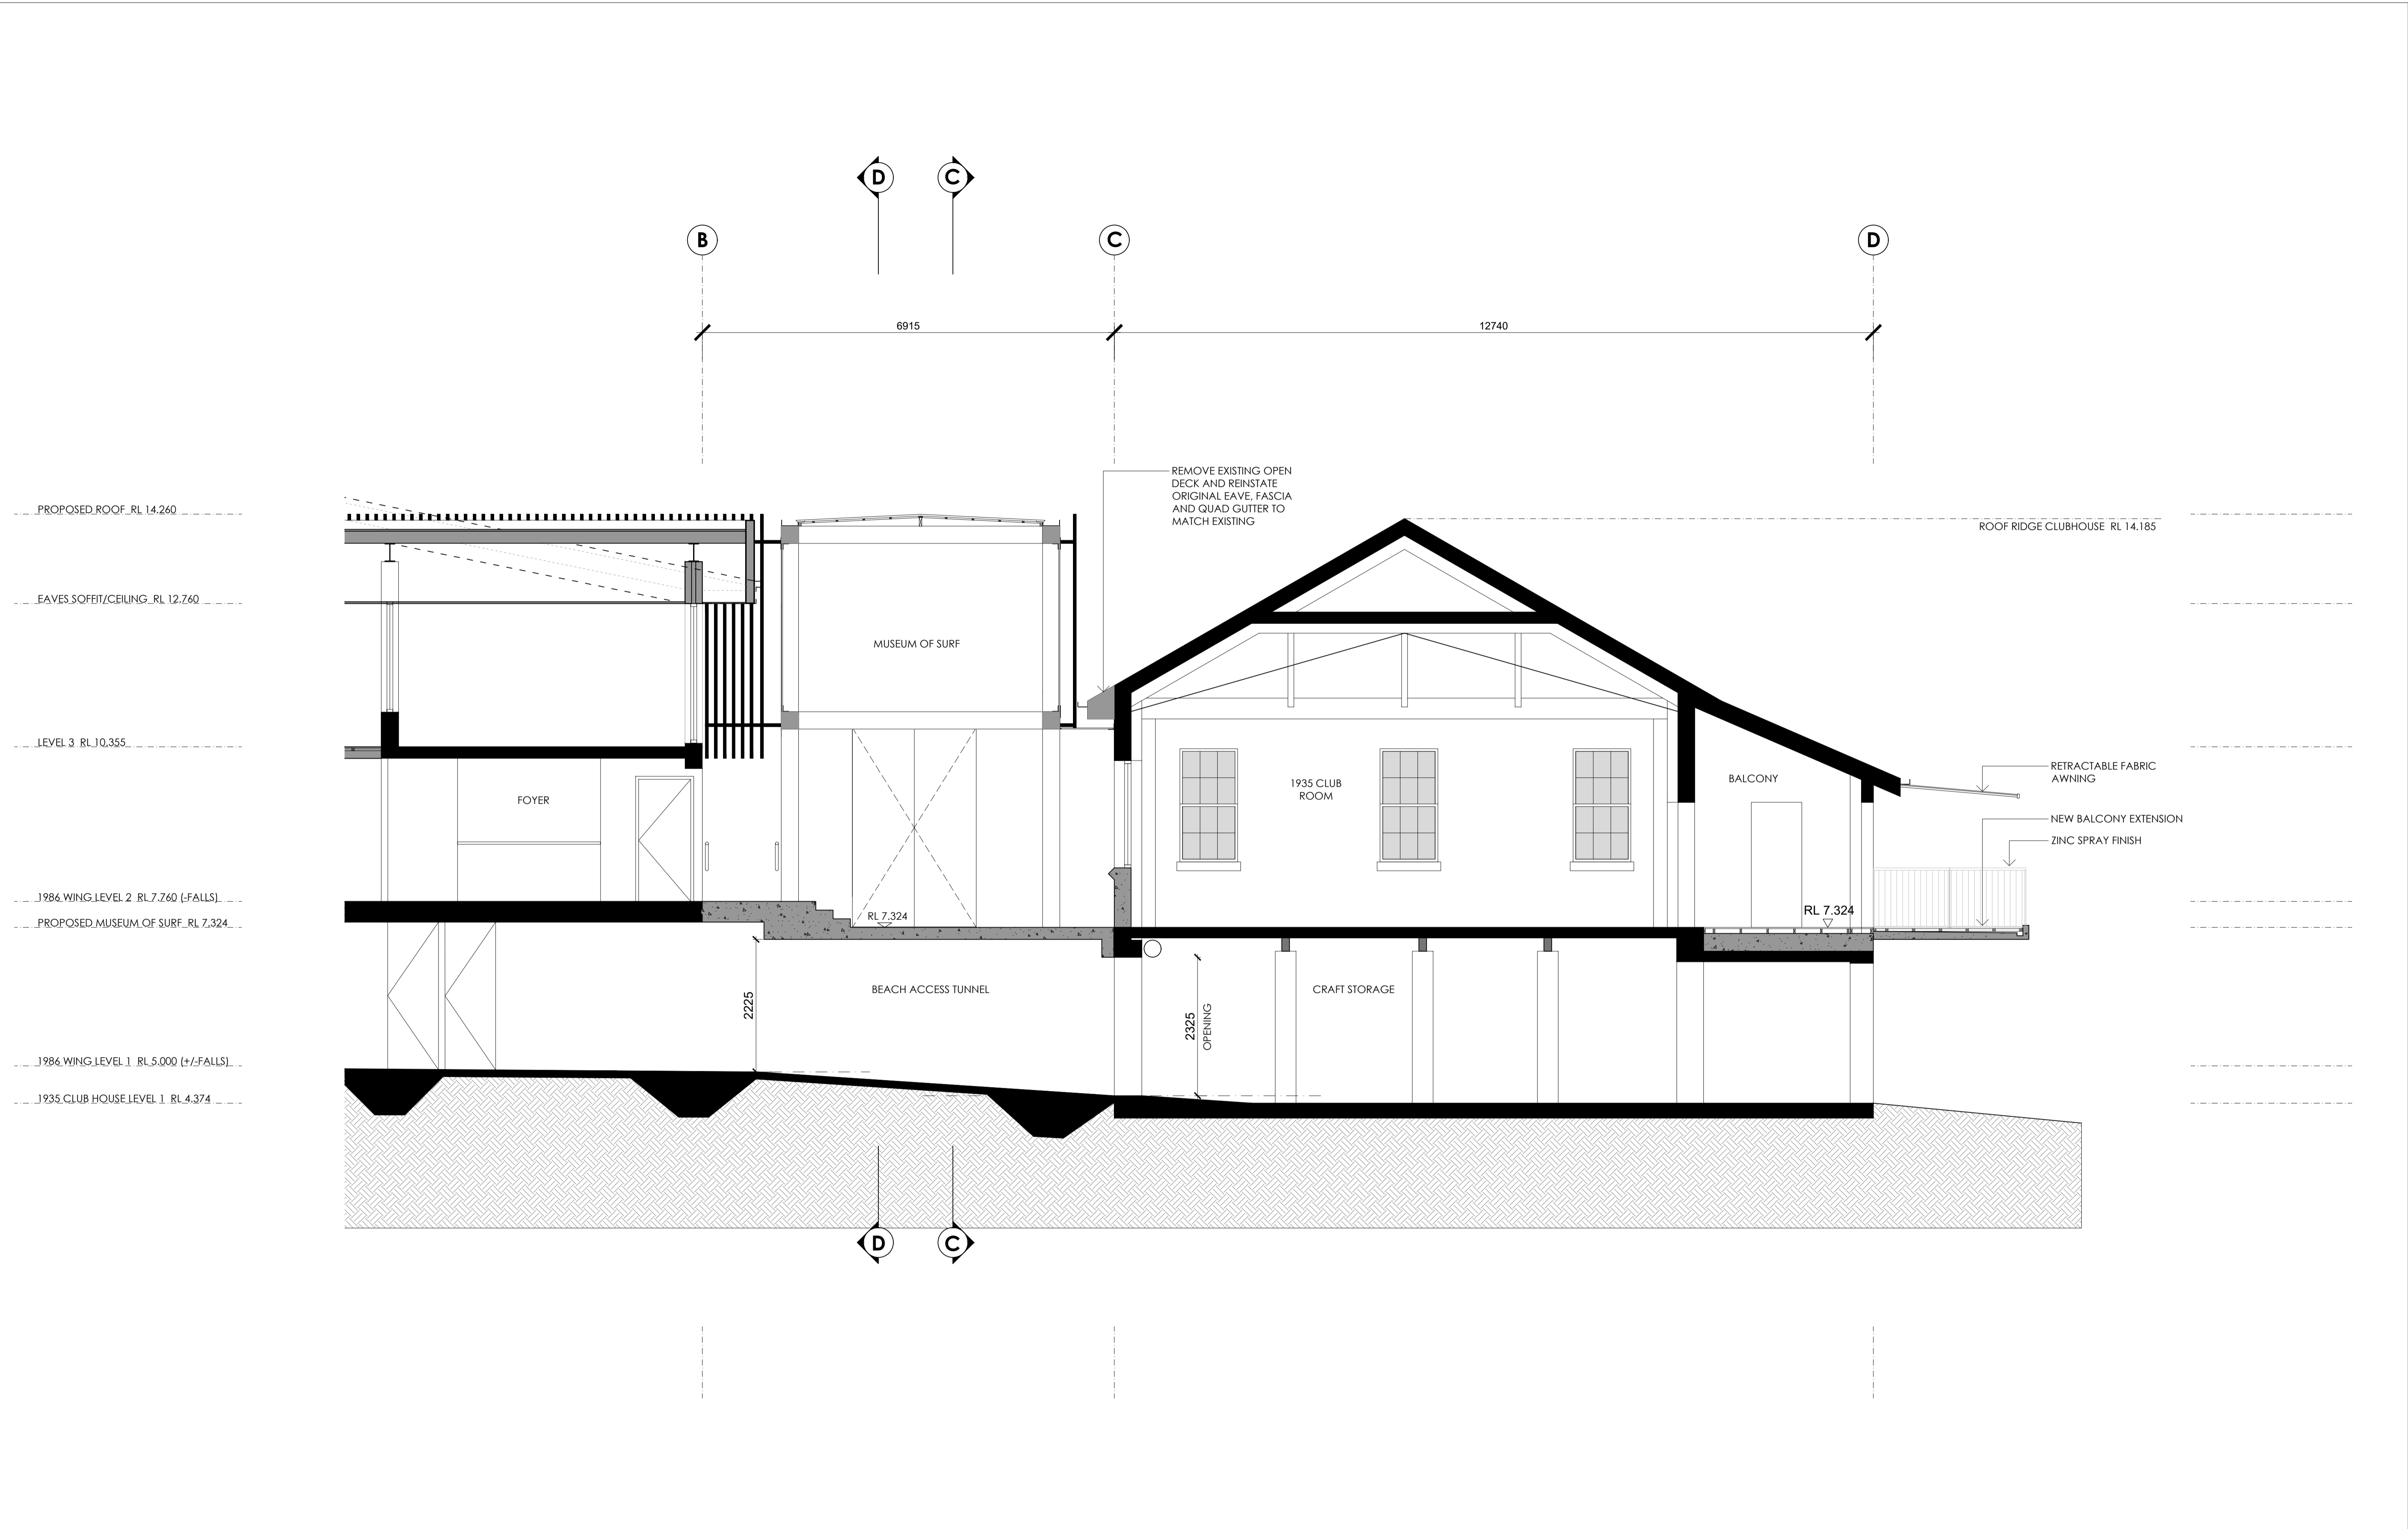 D
C
B
C
D
6915
12740
REMOVE EXISTING OPEN
DECK AND REINSTATE
ORIGINAL EAVE, FASCIA
AND QUAD GUTTER TO
MATCH EXISTING
PROPOSED ROOF RL 14.260
ROOF RIDGE CLUBHOUSE RL 14.185
EAVES SOFFIT/CEILING RL 12.760
MUSEUM OF SURF
LEVEL 3 RL 10.355
RETRACTABLE FABRIC
AWNING
BALCONY
1935 CLUB
ROOM
FOYER
NEW BALCONY EXTENSION
ZINC SPRAY FINISH
1986 WING LEVEL 2 RL 7.760 (-FALLS)
RL 7.324
RL 7.324
PROPOSED MUSEUM OF SURF RL 7.324
BEACH ACCESS TUNNEL
CRAFT STORAGE
2225
2325
OPENING
1986 WING LEVEL 1 RL 5.000 (+/-FALLS)
1935 CLUB HOUSE LEVEL 1 RL 4.374
D
C